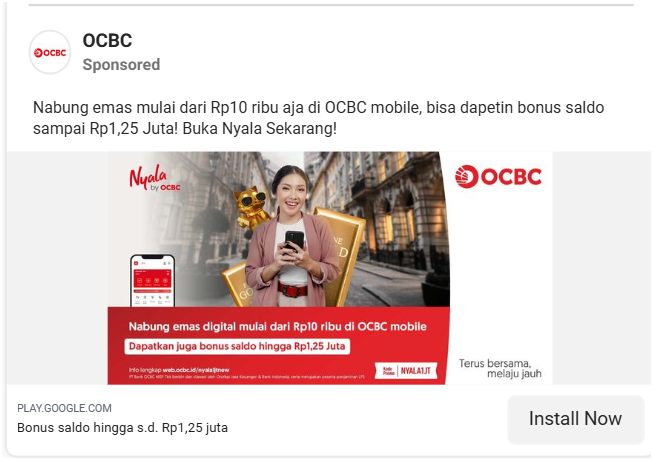 OCBC
OCBC
Sponsored
Nabung emas mulai dari Rp10 ribu aja di OCBC mobile, bisa dapetin bonus saldo
sampai Rp1,25 Juta! Buka Nyala Sekarang!
Nyala
by OCBC
OCBC
Nabung emas digital mulai dari Rp10 ribu di OCBC mobile
Dapatkan juga bonus saldo hingga Rp1,25 Juta
Info lengkap web.ocbc.id/nyala1jtnew
Kode
Promo
NYALA1JT
Terus bersama,
melaju jauh
PLAY.GOOGLE.COM
Bonus saldo hingga s.d. Rp1,25 juta
Install Now